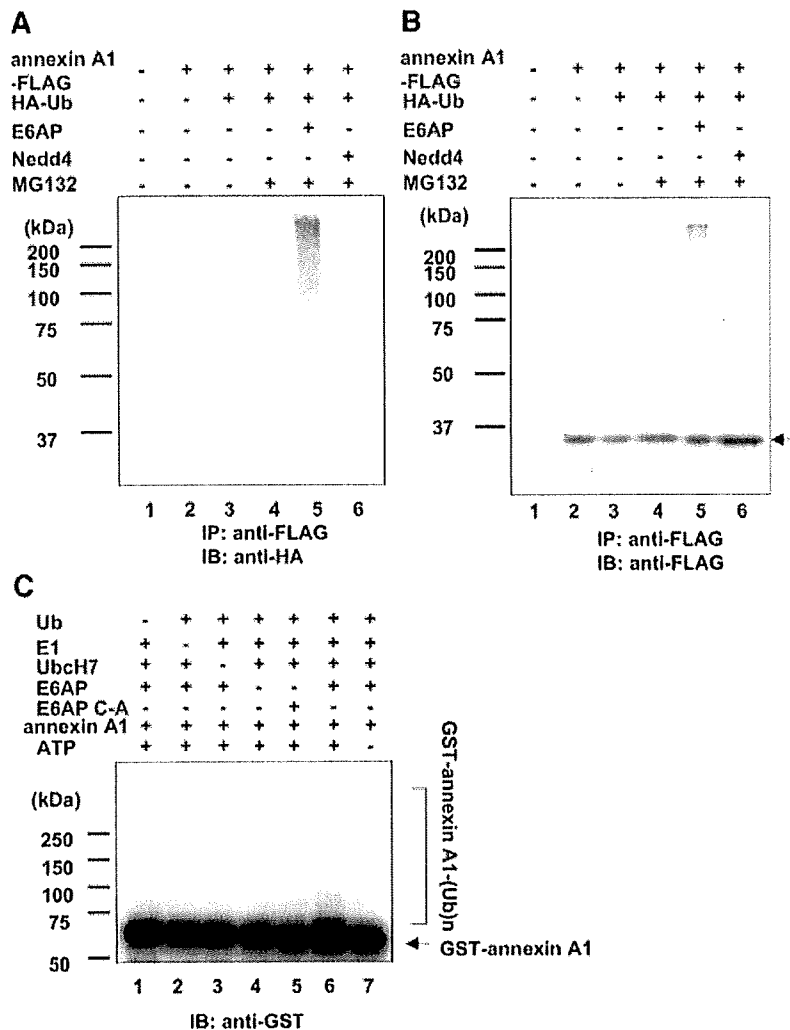 A
annexin A1 - + + + + +
-FLAG
HA-Ub - - + + + +
E6AP - - - - + -
Nedd4 - - - - - +
MG132 - - - + + +
(kDa)
200
150
100
75
50
37
1 2 3 4 5 6
IP: anti-FLAG
IB: anti-HA
B
annexin A1 - + + + + +
-FLAG
HA-Ub - - + + + +
E6AP - - - - + -
Nedd4 - - - - - +
MG132 - - - + + +
(kDa)
200
150
100
75
50
37
1 2 3 4 5 6
IP: anti-FLAG
IB: anti-FLAG
C
Ub - + + + + + +
E1 + - + + + + +
UbcH7 + + - + + + +
E6AP + + + - - + +
E6AP C-A - - - - + - -
annexin A1 + + + + + + +
ATP + + + + + + -
(kDa)
250
150
100
75
50
GST-annexin A1-(Ub)n
GST-annexin A1
1 2 3 4 5 6 7
IB: anti-GST